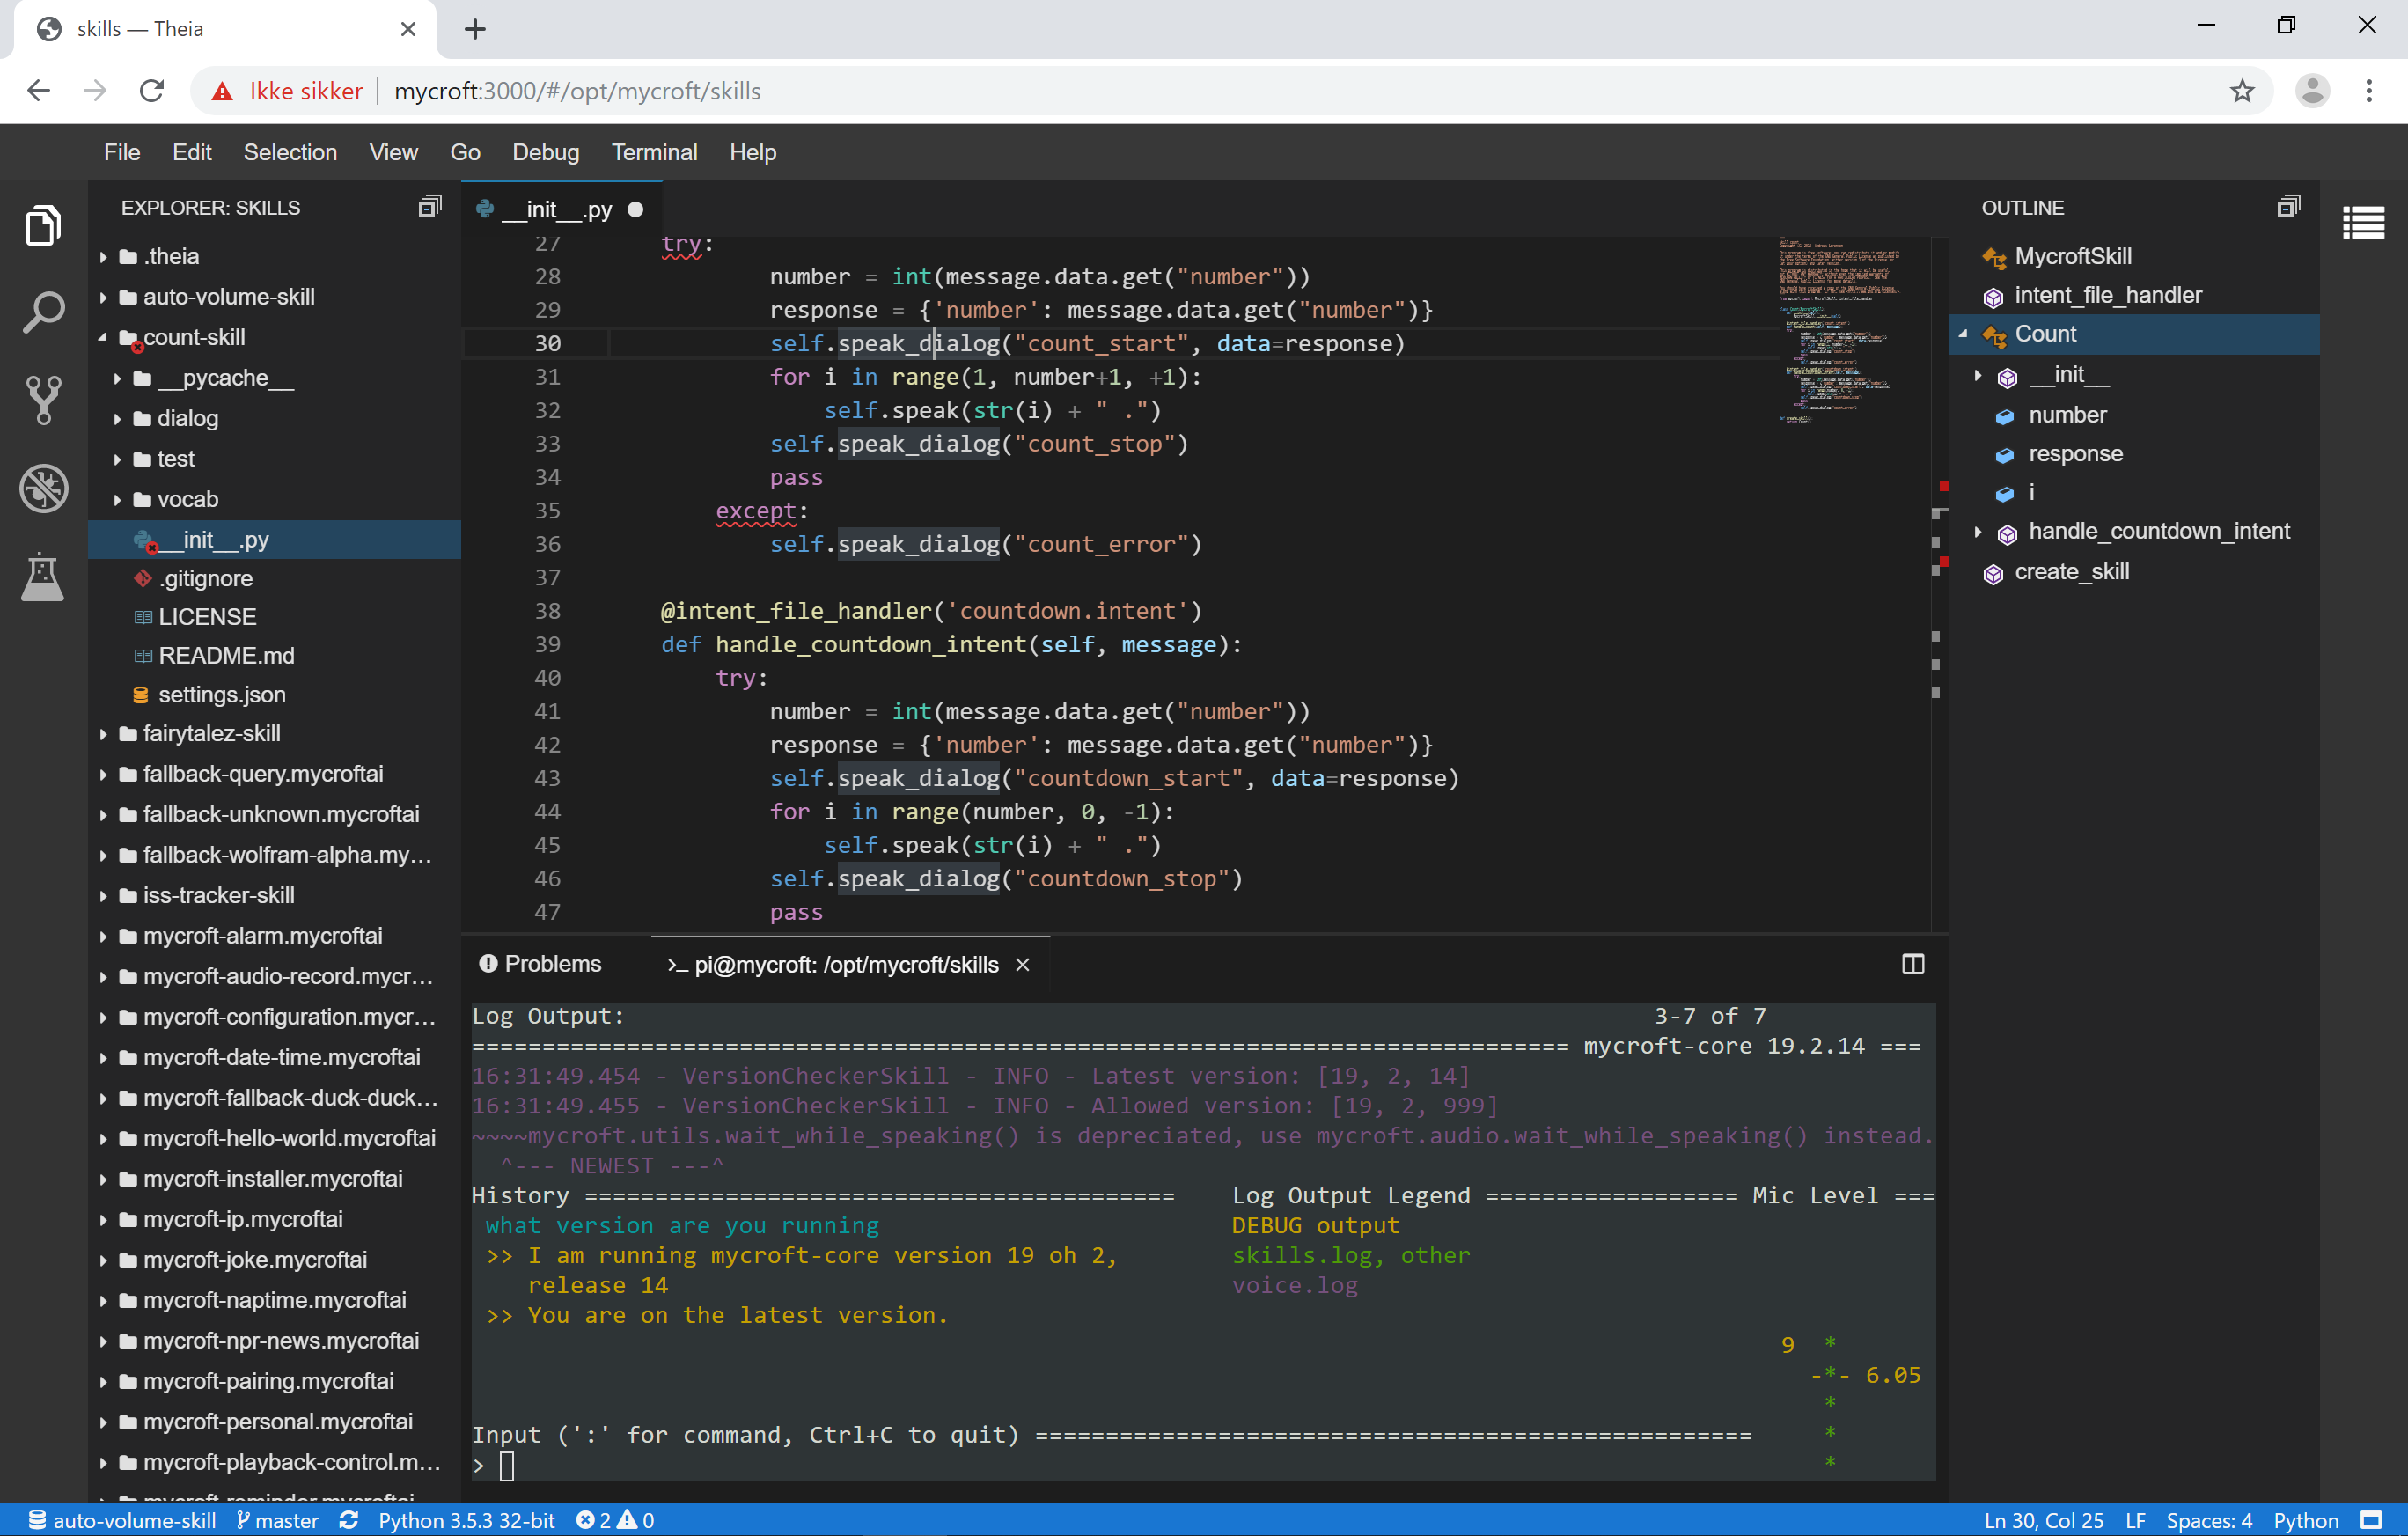 skills — Theia
Ikke sikker
mycroft:3000/#/opt/mycroft/skills
File Edit Selection View Go Debug Terminal Help
EXPLORER: SKILLS
.theia
auto-volume-skill
count-skill
__pycache__
dialog
test
vocab
__init__.py
.gitignore
LICENSE
README.md
settings.json
fairytalez-skill
fallback-query.mycroftai
fallback-unknown.mycroftai
fallback-wolfram-alpha.my...
iss-tracker-skill
mycroft-alarm.mycroftai
mycroft-audio-record.mycr...
mycroft-configuration.mycr...
mycroft-date-time.mycroftai
mycroft-fallback-duck-duck...
mycroft-hello-world.mycroftai
mycroft-installer.mycroftai
mycroft-ip.mycroftai
mycroft-joke.mycroftai
mycroft-naptime.mycroftai
mycroft-npr-news.mycroftai
mycroft-pairing.mycroftai
mycroft-personal.mycroftai
mycroft-playback-control.m...
mycroft-reminder.mycroftai
__init__.py
27 try:
28 number = int(message.data.get("number"))
29 response = {'number': message.data.get("number")}
30 self.speak_dialog("count_start", data=response)
31 for i in range(1, number+1, +1):
32 self.speak(str(i) + " .")
33 self.speak_dialog("count_stop")
34 pass
35 except:
36 self.speak_dialog("count_error")
37
38 @intent_file_handler('countdown.intent')
39 def handle_countdown_intent(self, message):
40 try:
41 number = int(message.data.get("number"))
42 response = {'number': message.data.get("number")}
43 self.speak_dialog("countdown_start", data=response)
44 for i in range(number, 0, -1):
45 self.speak(str(i) + " .")
46 self.speak_dialog("countdown_stop")
47 pass
OUTLINE
MycroftSkill
intent_file_handler
Count
__init__
number
response
i
handle_countdown_intent
create_skill
Problems
>_ pi@mycroft: /opt/mycroft/skills
Log Output: 3-7 of 7
============================================================================== mycroft-core 19.2.14 ===
16:31:49.454 - VersionCheckerSkill - INFO - Latest version: [19, 2, 14]
16:31:49.455 - VersionCheckerSkill - INFO - Allowed version: [19, 2, 999]
~~~~mycroft.utils.wait_while_speaking() is depreciated, use mycroft.audio.wait_while_speaking() instead.
^--- NEWEST ---^
History ========================================== Log Output Legend ================== Mic Level ===
what version are you running DEBUG output
>> I am running mycroft-core version 19 oh 2, skills.log, other
release 14 voice.log
>> You are on the latest version.
9 *
-*- 6.05
*
Input (':' for command, Ctrl+C to quit) =================================================== *
> *
auto-volume-skill master Python 3.5.3 32-bit 2 0 Ln 30, Col 25 LF Spaces: 4 Python